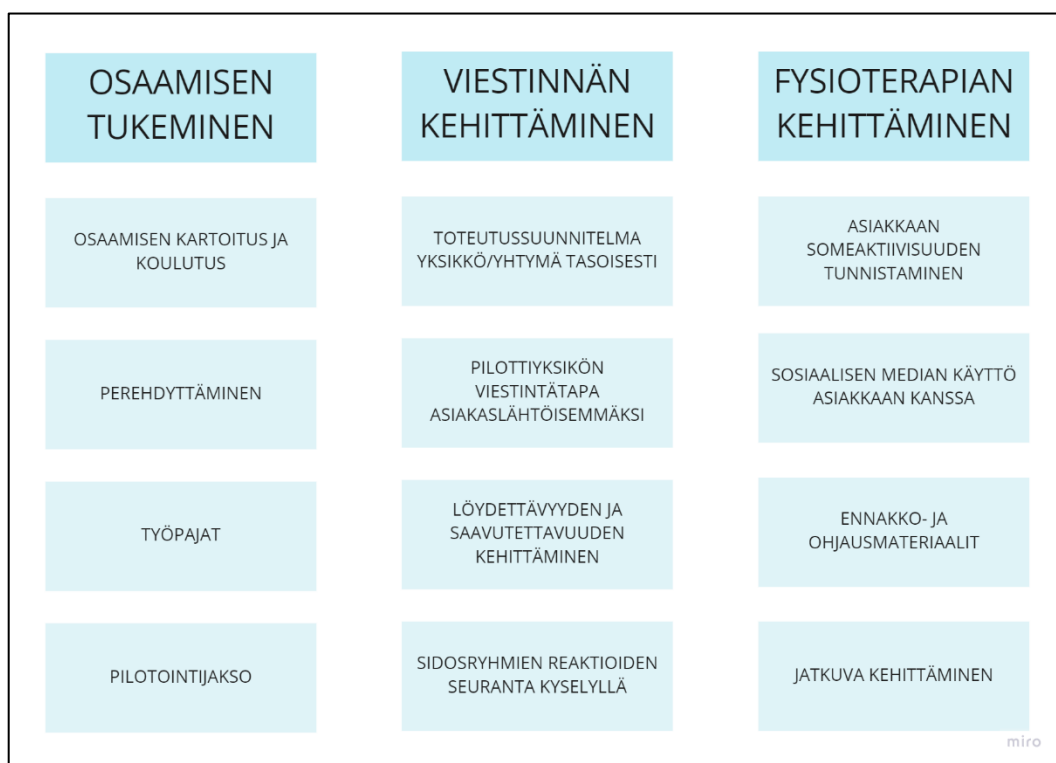 OSAAMISEN
TUKEMINEN
OSAAMISEN KARTOITUS JA
KOULUTUS
PEREHDYTTÄMINEN
TYÖPAJAT
PILOTOINTIJAKSO
VIESTINNÄN
KEHITTÄMINEN
TOTEUTUSSUUNNITELMA
YKSIKKÖ/YHTYMÄ TASOISESTI
PILOTTIYKSIKÖN
VIESTINTÄTAPA
ASIAKASLÄHTÖISEMMÄKSI
LÖYDETTÄVYYDEN JA
SAAVUTETTAVUUDEN
KEHITTÄMINEN
SIDOSRYHMIEN REAKTIOIDEN
SEURANTA KYSELYLLÄ
FYSIOTERAPIAN
KEHITTÄMINEN
ASIAKKAAN
SOMEAKTIIVISUUDEN
TUNNISTAMINEN
SOSIAALISEN MEDIAN KÄYTTÖ
ASIAKKAAN KANSSA
ENNAKKO- JA
OHJAUSMATERIAALIT
JATKUVA KEHITTÄMINEN
miro